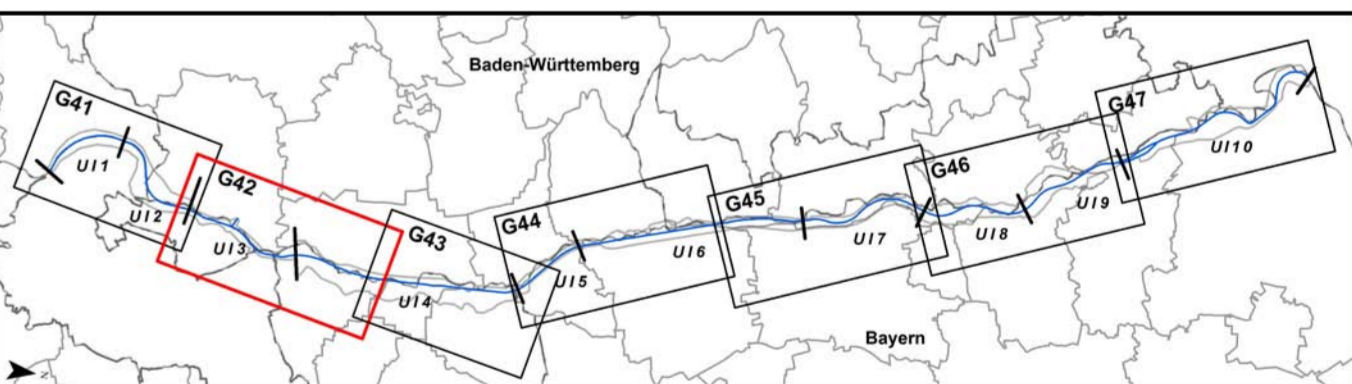 Baden-Württemberg
G41
G47
UI1
G46
UI10
G42
G45
UI9
UI2
G44
UI8
UI3
G43
UI7
UI6
UI5
UI4
Bayern